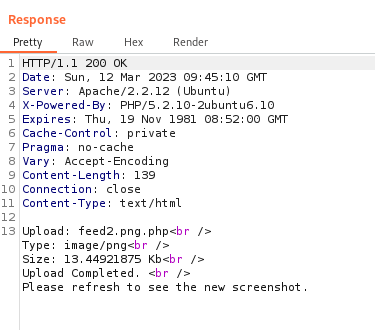 Response
Pretty Raw Hex Render
1 HTTP/1.1 200 OK
2 Date: Sun, 12 Mar 2023 09:45:10 GMT
3 Server: Apache/2.2.12 (Ubuntu)
4 X-Powered-By: PHP/5.2.10-2ubuntu6.10
5 Expires: Thu, 19 Nov 1981 08:52:00 GMT
6 Cache-Control: private
7 Pragma: no-cache
8 Vary: Accept-Encoding
9 Content-Length: 139
10 Connection: close
11 Content-Type: text/html
12
13 Upload: feed2.png.php<br />
Type: image/png<br />
Size: 13.44921875 Kb<br />
Upload Completed. <br />
Please refresh to see the new screenshot.